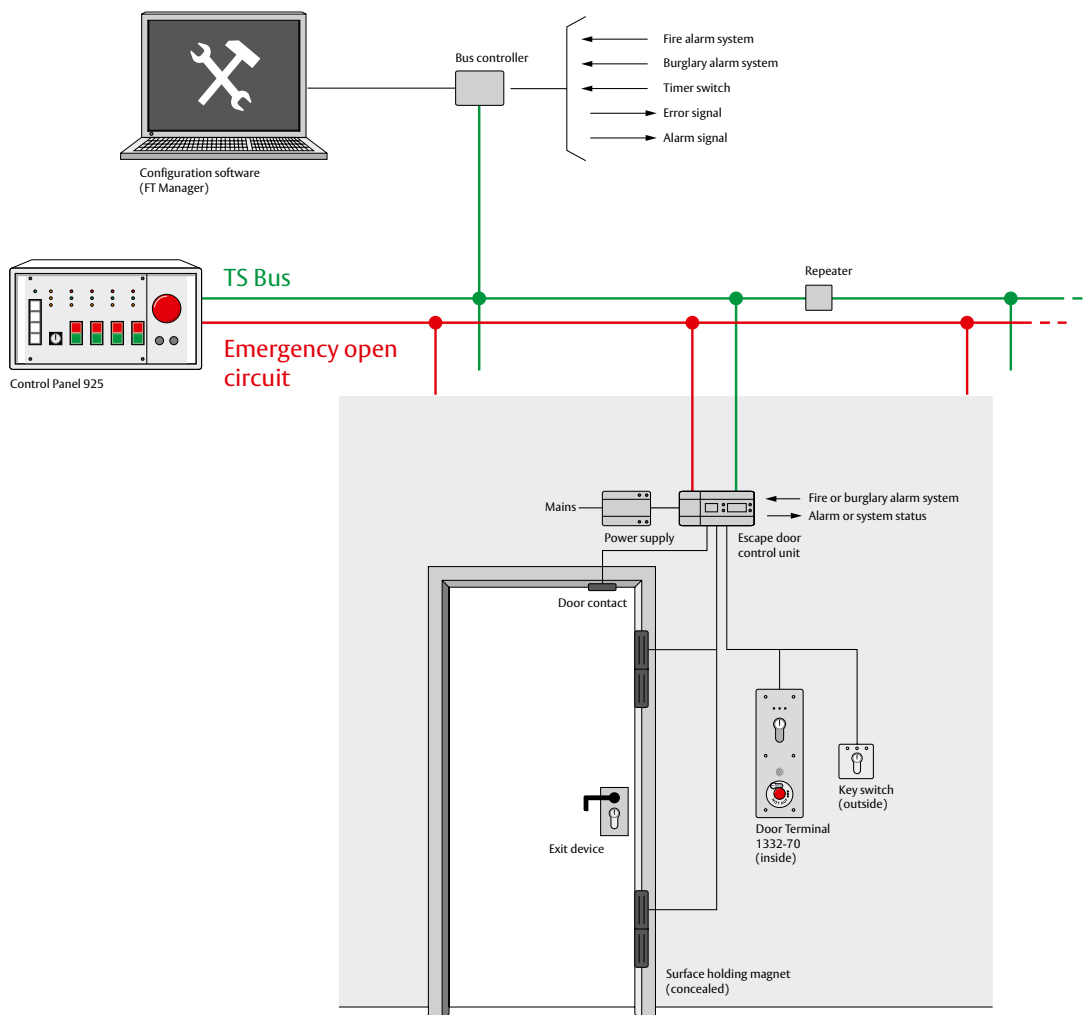 Bus controller
Fire alarm system
Burglary alarm system
Timer switch
Error signal
Alarm signal
Configuration software
(FT Manager)
TS Bus
Repeater
Emergency open
circuit
Control Panel 925
Mains
Power supply
Escape door
control unit
Fire or burglary alarm system
Alarm or system status
Door contact
Key switch
(outside)
Door Terminal
1332-70
(inside)
Exit device
Surface holding magnet
(concealed)